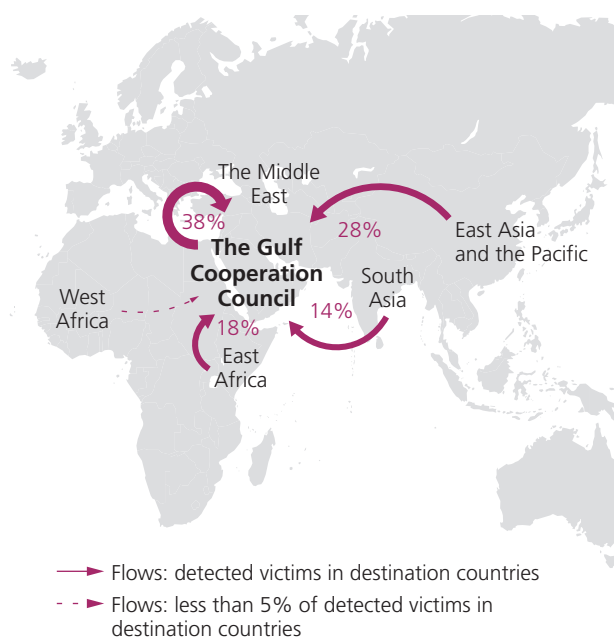 The Middle
East
38%
28%
East Asia
and the Pacific
The Gulf
Cooperation
Council
South
Asia
West
Africa
14%
18%
East
Africa
Flows: detected victims in destination countries
Flows: less than 5% of detected victims in
destination countries